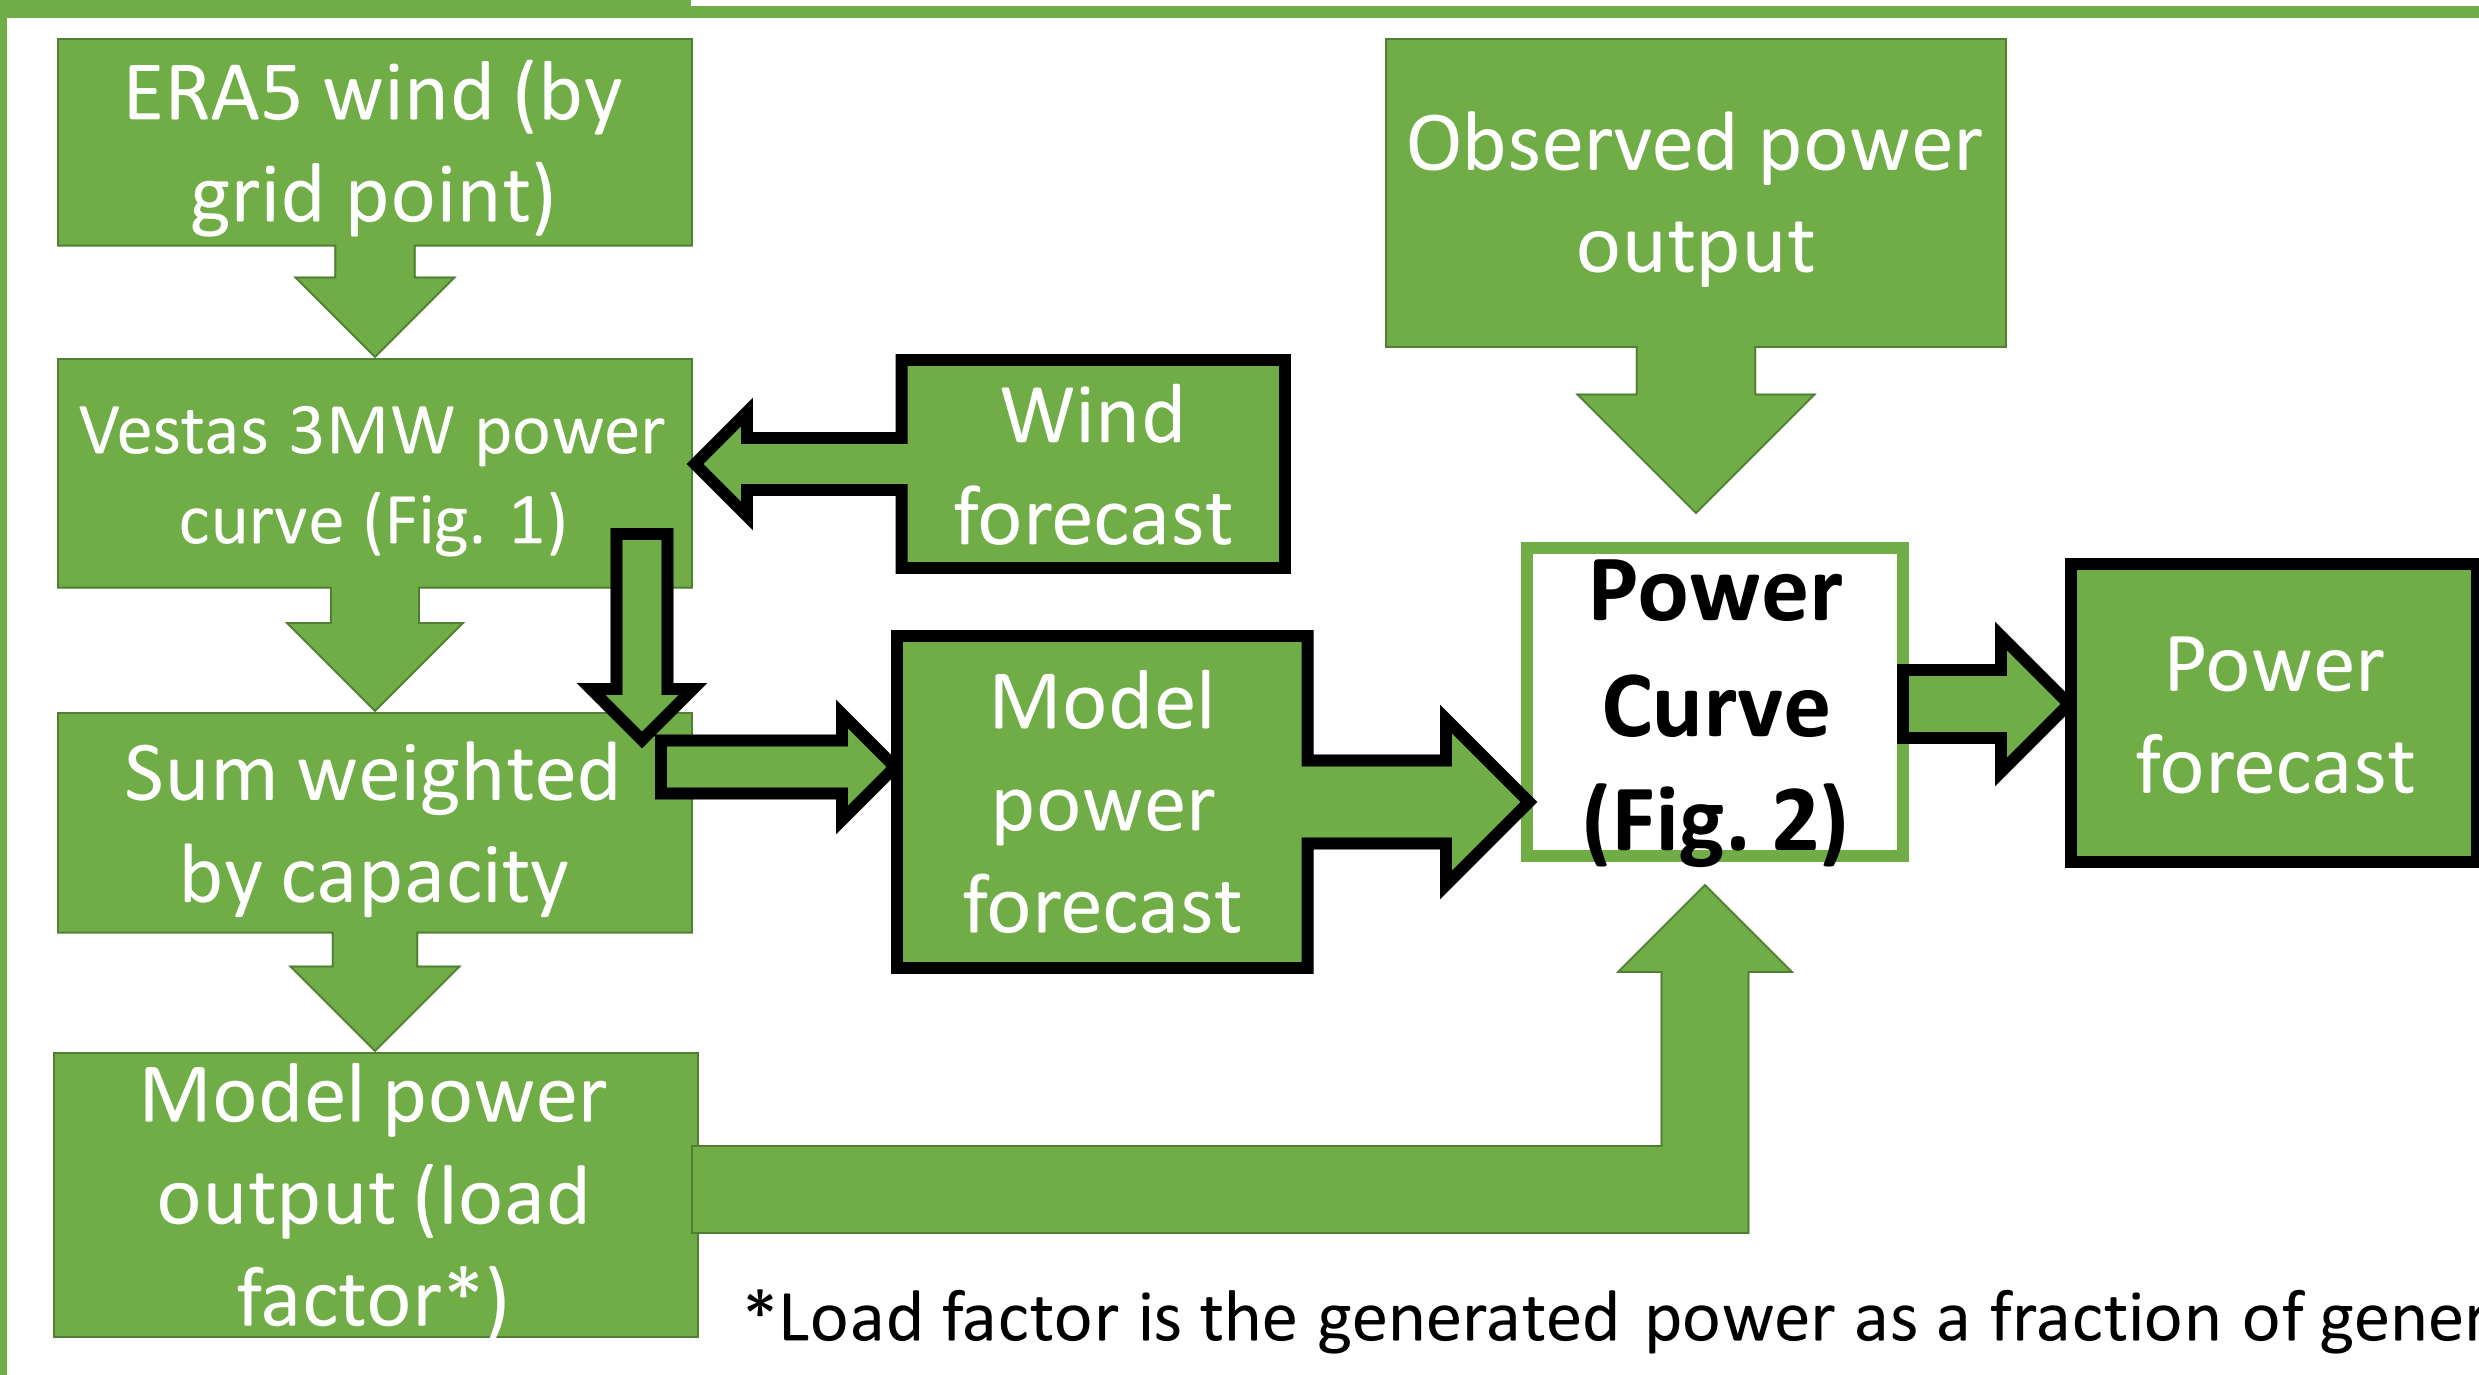 ERA5 wind (by
grid point)
Observed power
output
Vestas 3MW power
curve (Fig. 1)
Wind
forecast
Sum weighted
by capacity
Model
power
forecast
Power
Curve
(Fig. 2)
Power
forecast
Model power
output (load
factor*)
*Load factor is the generated power as a fraction of